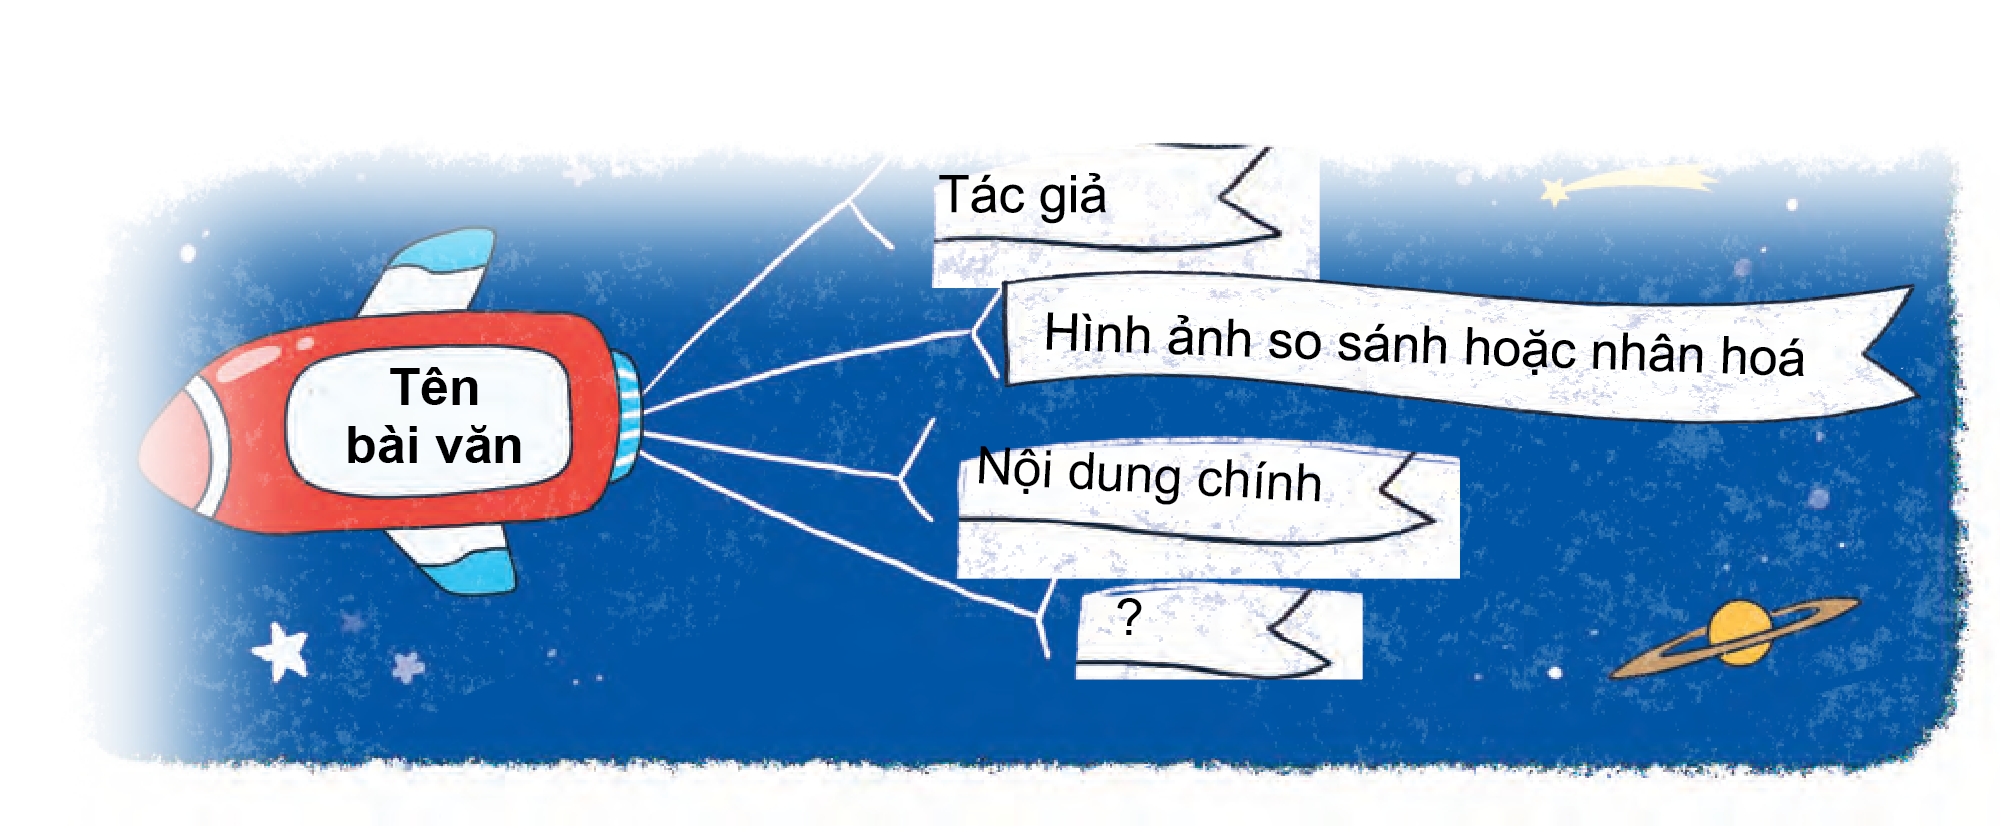 Tên
bài văn
Tác giả
Hình ảnh so sánh hoặc nhân hoá
Nội dung chính
?